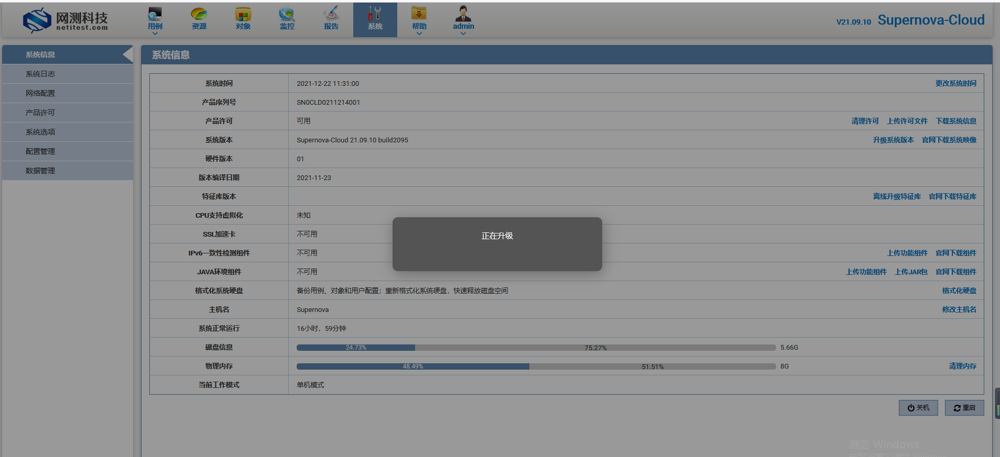 网测科技
netitest.com
用例
资源
对象
监控
报告
系统
帮助
admin
V21.09.10 Supernova-Cloud
系统信息
系统日志
网络配置
产品许可
系统选项
配置管理
数据管理
系统信息
系统时间 2021-12-22 11:31:00 更改系统时间
产品序列号 SN0CLD0211214001
产品许可 可用 清理许可 上传许可文件 下载系统信息
系统版本 Supernova-Cloud 21.09.10 build2095 升级系统版本 官网下载系统映像
硬件版本 01
版本编译日期 2021-11-23
特征库版本 离线升级特征库 官网下载特征库
CPU支持虚拟化 未知
SSL加速卡 不可用
正在升级
IPv6一致性检测组件 不可用 上传功能组件 官网下载组件
JAVA环境组件 不可用 上传功能组件 上传JAR包 官网下载组件
格式化系统硬盘 备份用例、对象和用户配置；重新格式化系统硬盘，快速释放磁盘空间 格式化硬盘
主机名 Supernova 修改主机名
系统正常运行 16小时，59分钟
磁盘信息 24.73% 75.27% 5.66G
物理内存 48.49% 51.51% 8G 清理内存
当前工作模式 单机模式
关机 重启
激活 Windows